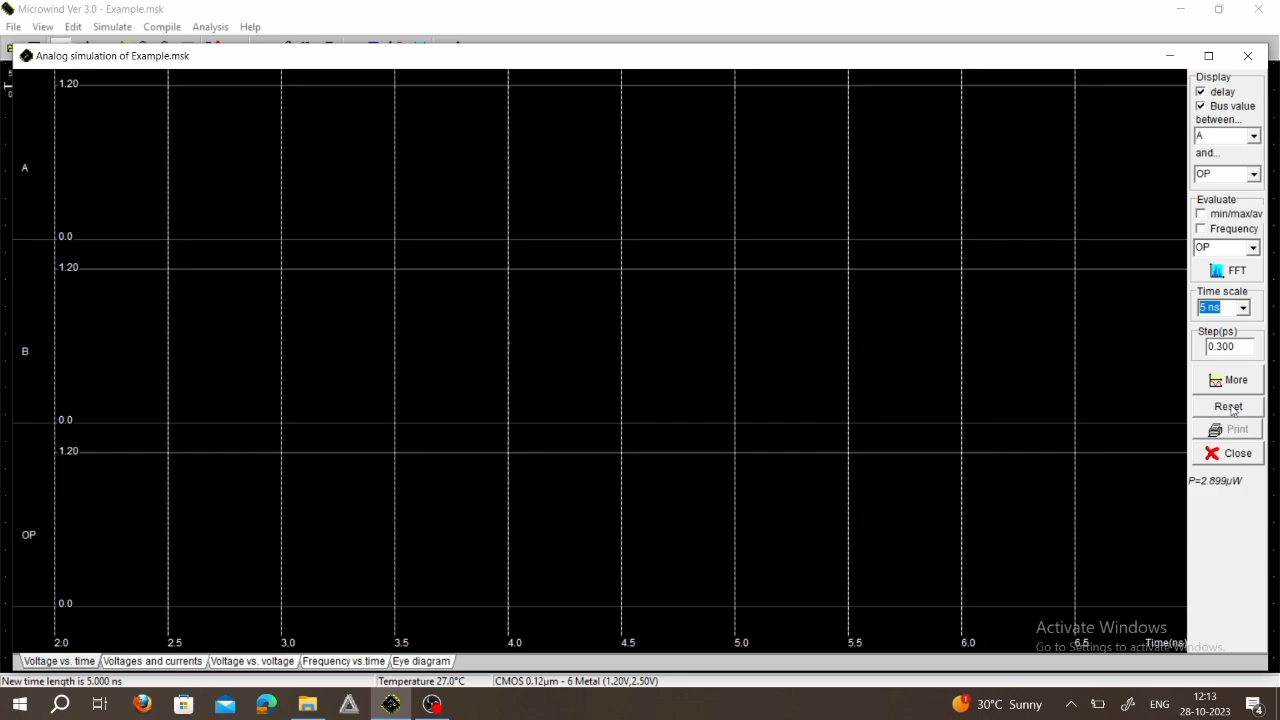 Microwind Ver 3.0 - Example.msk
File View Edit Simulate Compile Analysis Help
Analog simulation of Example.msk
1.20
A
0.0
1.20
B
0.0
1.20
OP
0.0
2.0 2.5 3.0 3.5 4.0 4.5 5.0 5.5 6.0 6.5 Time(ns)
Display
delay
Bus value
between...
A
and...
OP
Evaluate
min/max/av
Frequency
OP
FFT
Time scale
5 ns
Step(ps)
0.300
More
Reset
Print
Close
P=2.899µW
Activate Windows
Go to Settings to activate Windows.
Voltage vs. time Voltages and currents Voltage vs. voltage Frequency vs.time Eye diagram
New time length is 5.000 ns Temperature 27.0°C CMOS 0.12µm - 6 Metal (1.20V,2.50V)
30°C Sunny ENG 12:13
28-10-2023 4